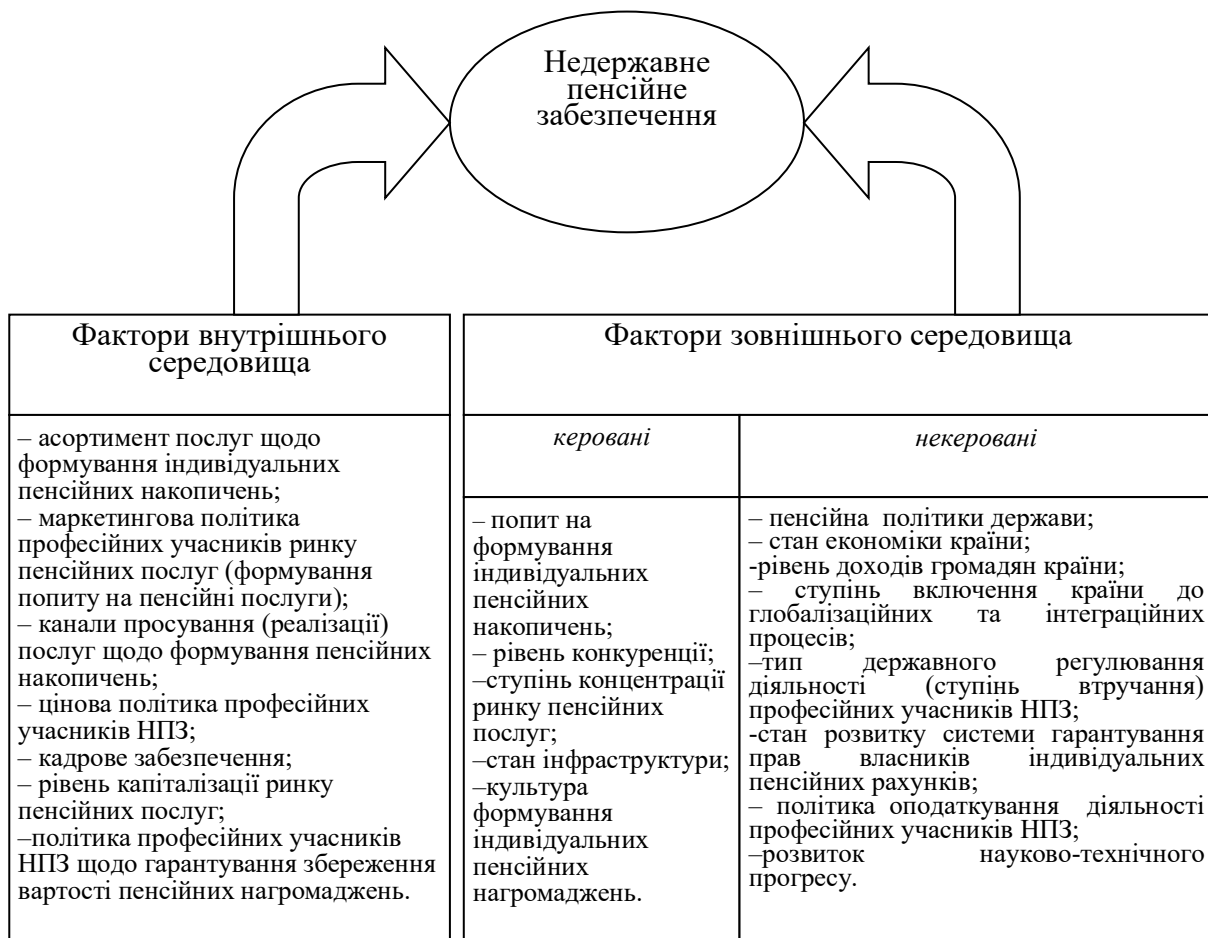 Недержавне
пенсійне
забезпечення
Фактори внутрішнього
середовища
– асортимент послуг щодо
формування індивідуальних
пенсійних накопичень;
– маркетингова політика
професійних учасників ринку
пенсійних послуг (формування
попиту на пенсійні послуги);
– канали просування (реалізації)
послуг щодо формування пенсійних
накопичень;
– цінова політика професійних
учасників НПЗ;
– кадрове забезпечення;
– рівень капіталізації ринку
пенсійних послуг;
–політика професійних учасників
НПЗ щодо гарантування збереження
вартості пенсійних нагромаджень.
Фактори зовнішнього середовища
керовані
– попит на
формування
індивідуальних
пенсійних
накопичень;
– рівень конкуренції;
–ступінь концентрації
ринку пенсійних
послуг;
–стан інфраструктури;
–культура
формування
індивідуальних
пенсійних
нагромаджень.
некеровані
– пенсійна політики держави;
– стан економіки країни;
-рівень доходів громадян країни;
– ступінь включення країни до
глобалізаційних та інтеграційних
процесів;
–тип державного регулювання
діяльності (ступінь втручання)
професійних учасників НПЗ;
-стан розвитку системи гарантування
прав власників індивідуальних
пенсійних рахунків;
– політика оподаткування діяльності
професійних учасників НПЗ;
–розвиток науково-технічного
прогресу.